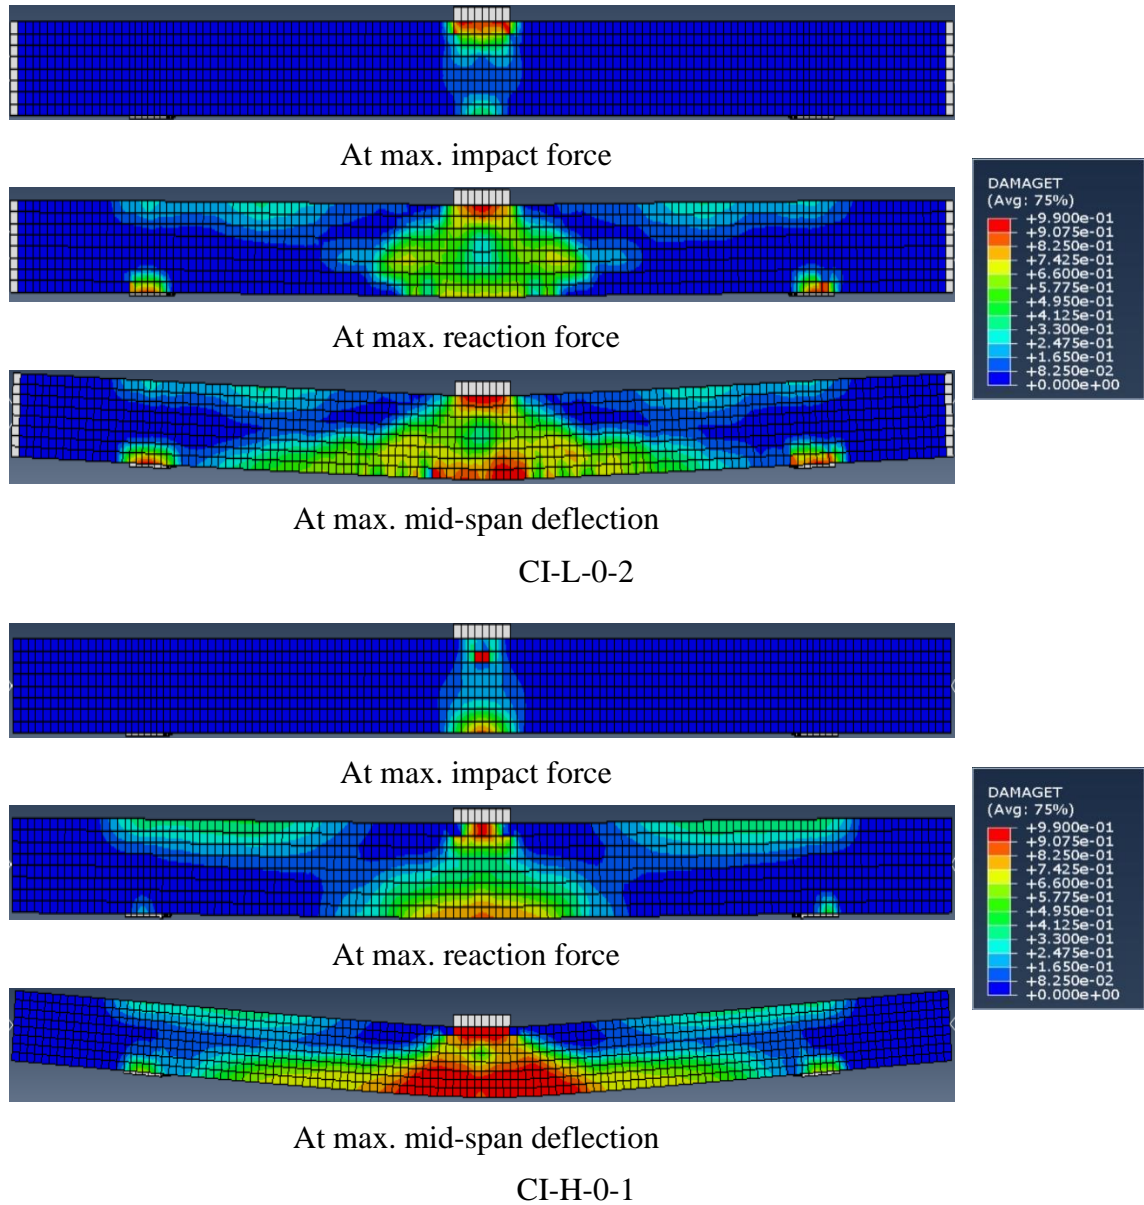 At max. impact force
DAMAGET
(Avg: 75%)
+9.900e-01
+9.075e-01
+8.250e-01
+7.425e-01
+6.600e-01
+5.775e-01
+4.950e-01
+4.125e-01
+3.300e-01
+2.475e-01
+1.650e-01
+8.250e-02
+0.000e+00
At max. reaction force
At max. mid-span deflection
CI-L-0-2
At max. impact force
DAMAGET
(Avg: 75%)
+9.900e-01
+9.075e-01
+8.250e-01
+7.425e-01
+6.600e-01
+5.775e-01
+4.950e-01
+4.125e-01
+3.300e-01
+2.475e-01
+1.650e-01
+8.250e-02
+0.000e+00
At max. reaction force
At max. mid-span deflection
CI-H-0-1